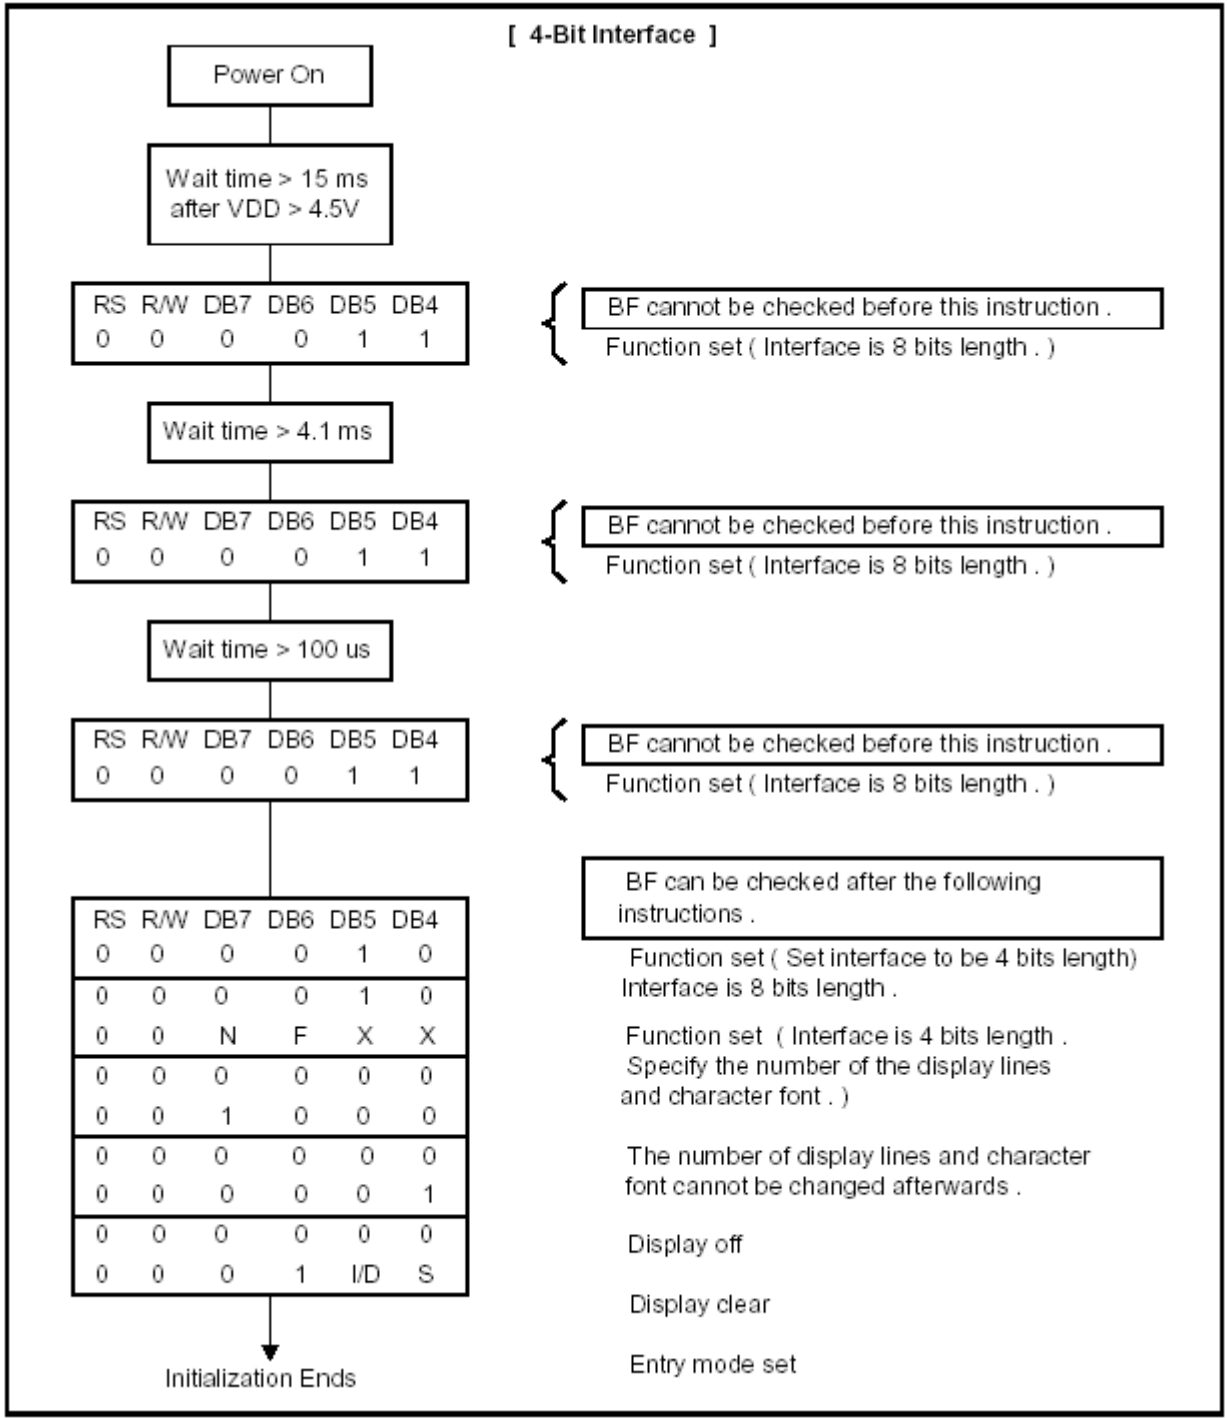 [ 4-Bit Interface ]
Power On
Wait time > 15 ms
after VDD > 4.5V
RS R/W DB7 DB6 DB5 DB4
0 0 0 0 1 1
BF cannot be checked before this instruction .
Function set ( Interface is 8 bits length . )
Wait time > 4.1 ms
RS R/W DB7 DB6 DB5 DB4
0 0 0 0 1 1
BF cannot be checked before this instruction .
Function set ( Interface is 8 bits length . )
Wait time > 100 us
RS R/W DB7 DB6 DB5 DB4
0 0 0 0 1 1
BF cannot be checked before this instruction .
Function set ( Interface is 8 bits length . )
RS R/W DB7 DB6 DB5 DB4
0 0 0 0 1 0
0 0 0 0 1 0
0 0 N F X X
0 0 0 0 0 0
0 0 1 0 0 0
0 0 0 0 0 0
0 0 0 0 0 1
0 0 0 0 0 0
0 0 0 1 I/D S
Initialization Ends
BF can be checked after the following
instructions .
Function set ( Set interface to be 4 bits length)
Interface is 8 bits length .
Function set ( Interface is 4 bits length .
Specify the number of the display lines
and character font . )
The number of display lines and character
font cannot be changed afterwards .
Display off
Display clear
Entry mode set